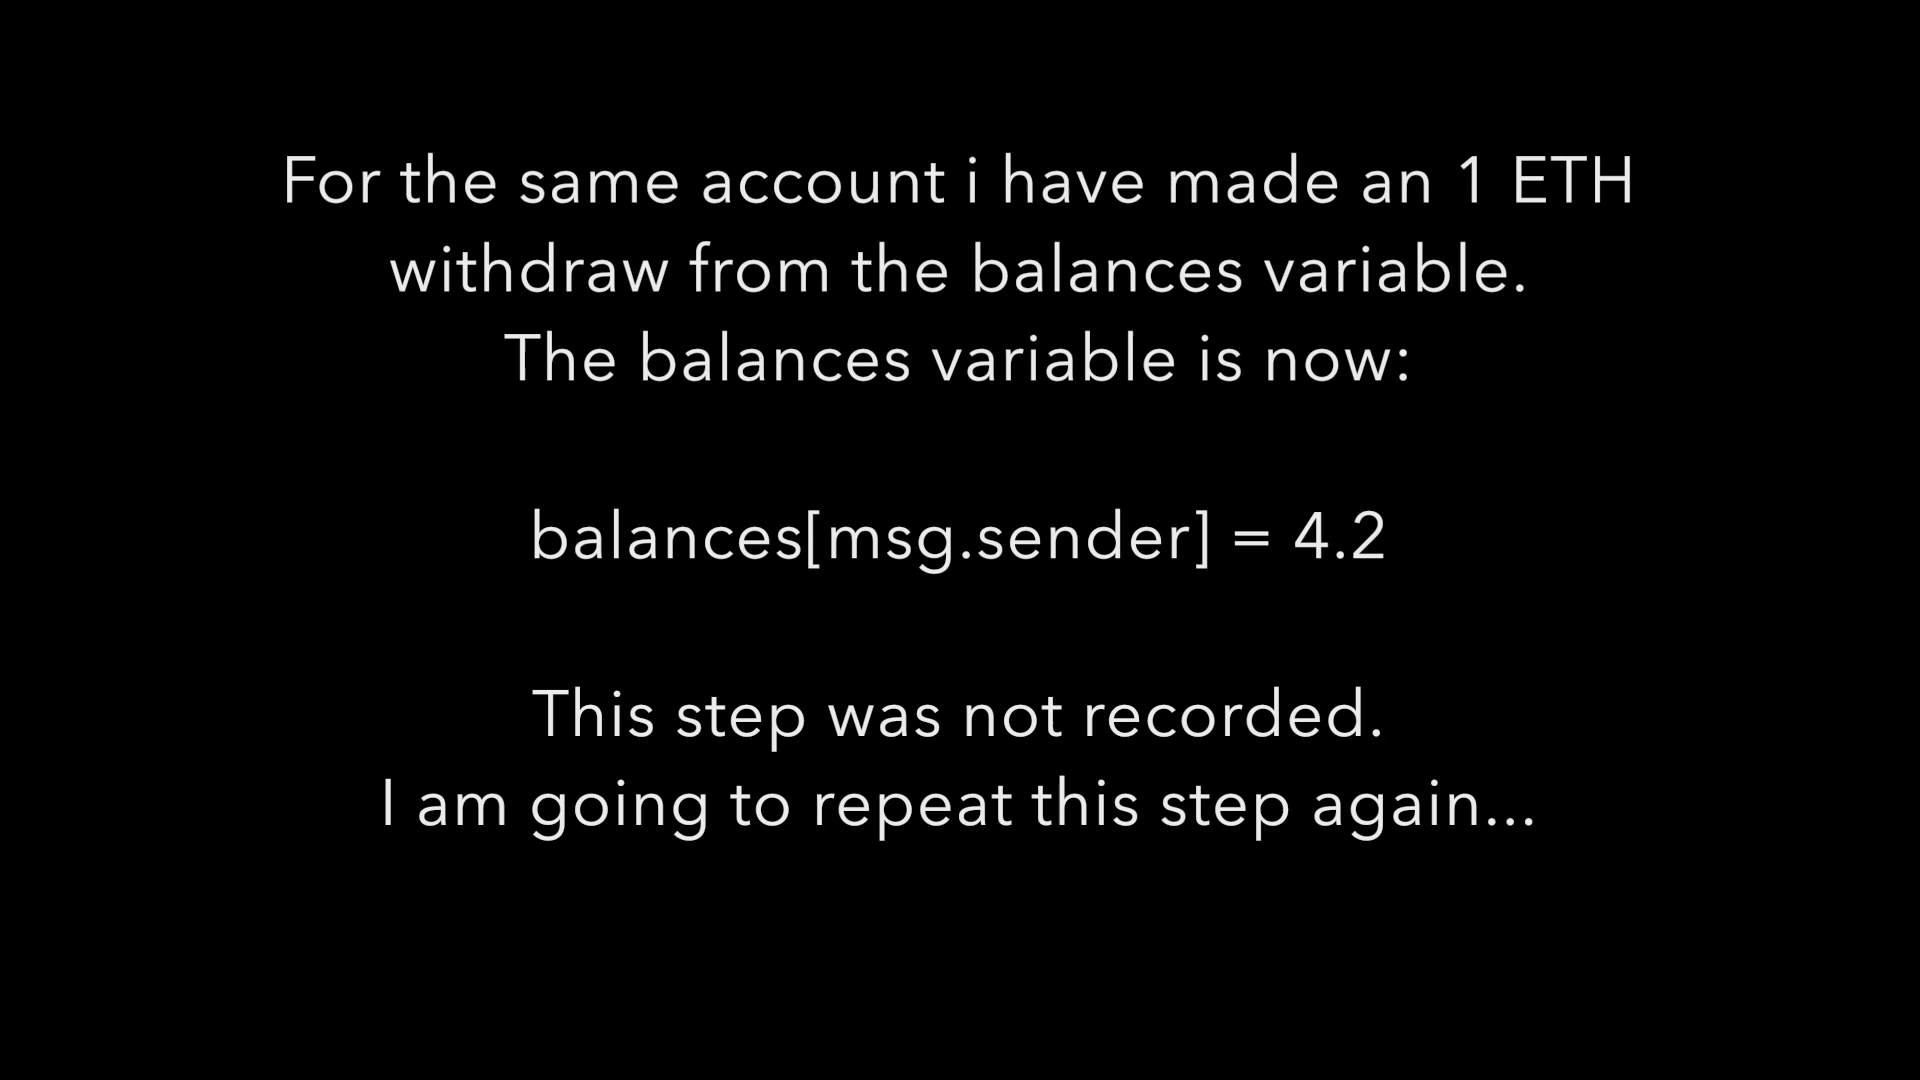 For the same account i have made an 1 ETH
withdraw from the balances variable.
The balances variable is now:
balances[msg.sender] = 4.2
This step was not recorded.
I am going to repeat this step again...